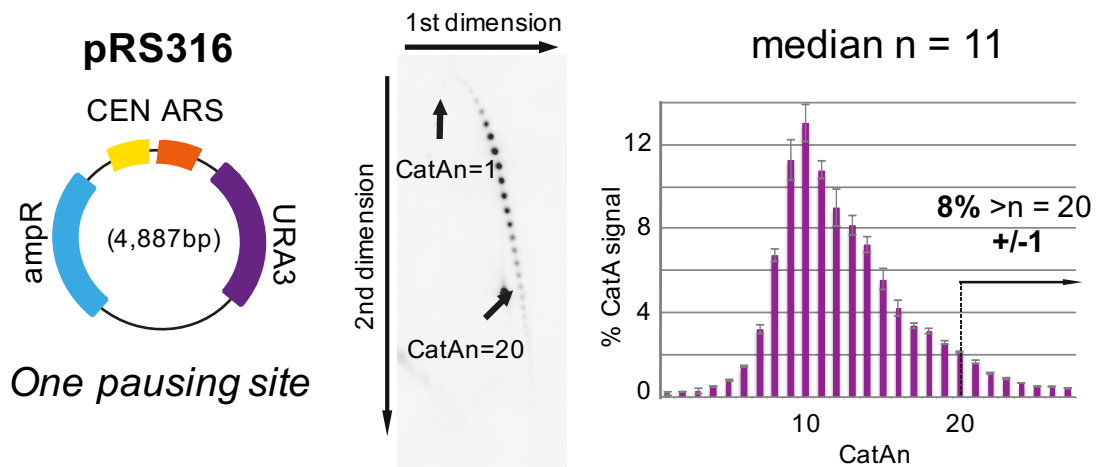 pRS316
CEN ARS
ampR
URA3
(4,887bp)
One pausing site
1st dimension
2nd dimension
CatAn=1
CatAn=20
median n = 11
% CatA signal
12
8
4
0
8% >n = 20
+/-1
10
20
CatAn